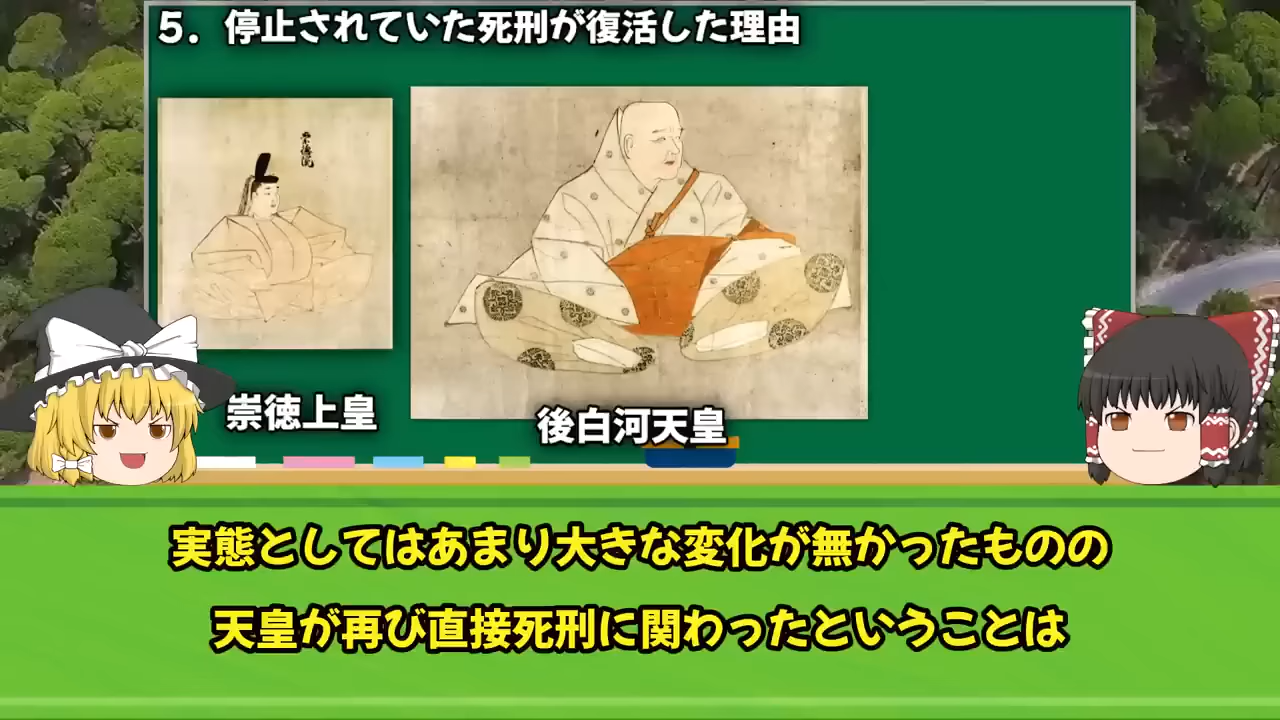 5．停止されていた死刑が復活した理由
崇徳院
崇徳上皇
後白河天皇
実態としてはあまり大きな変化が無かったものの
天皇が再び直接死刑に関わったということは